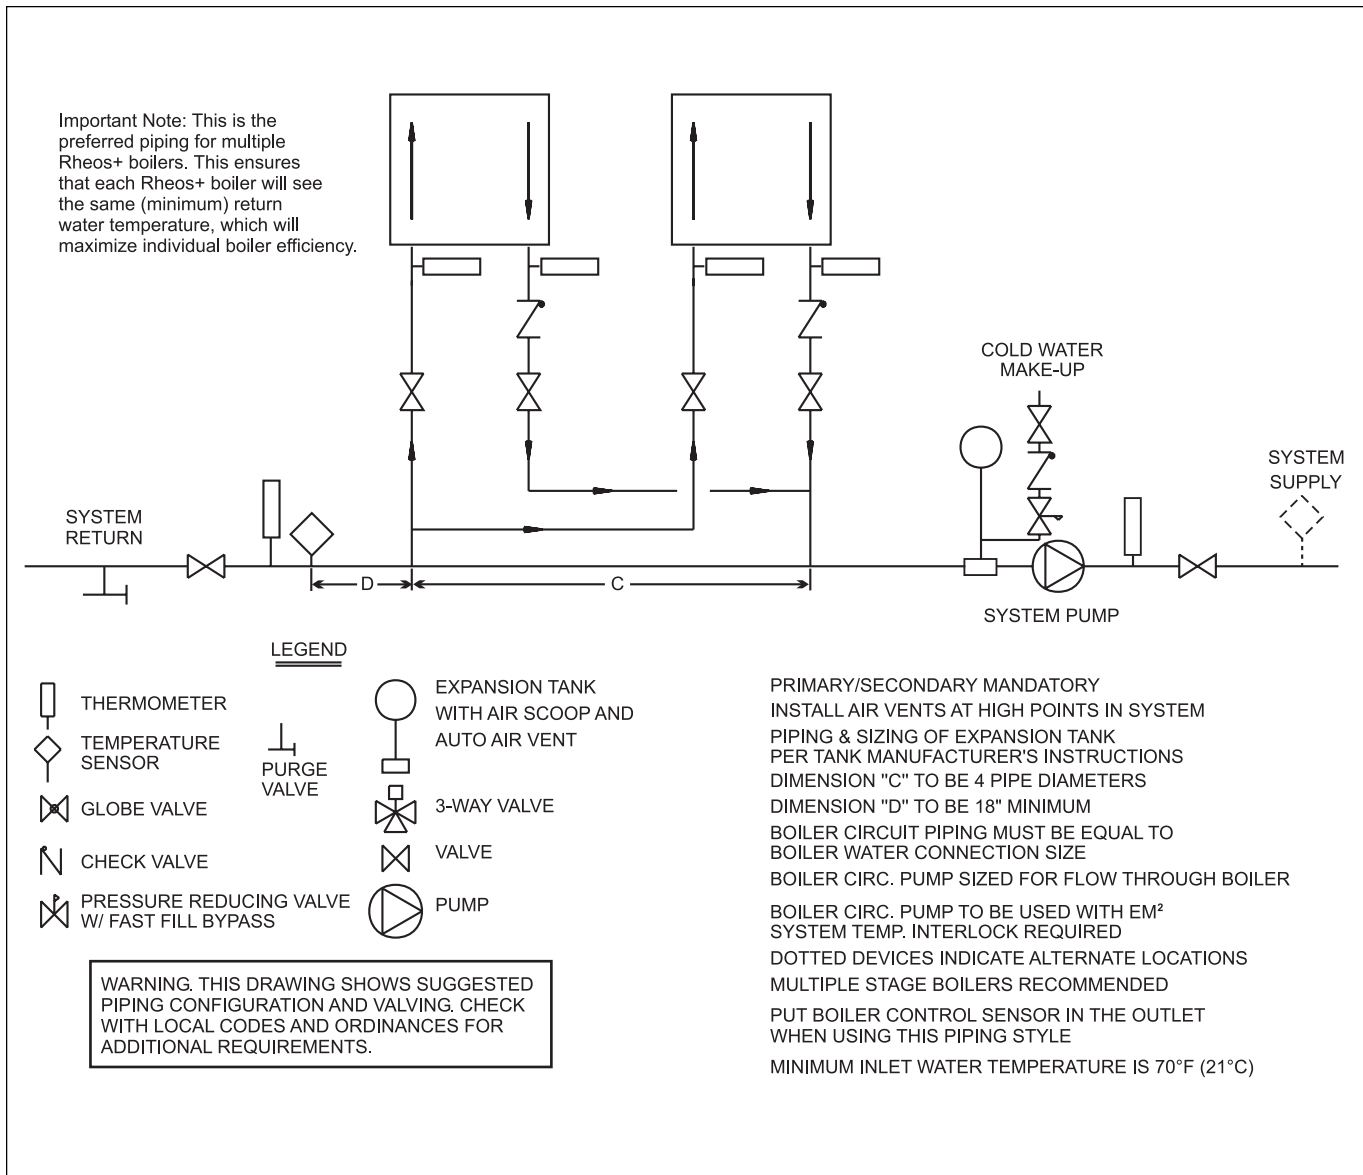 Important Note: This is the
preferred piping for multiple
Rheos+ boilers. This ensures
that each Rheos+ boiler will see
the same (minimum) return
water temperature, which will
maximize individual boiler efficiency.
COLD WATER
MAKE-UP
SYSTEM
SUPPLY
SYSTEM
RETURN
D
C
SYSTEM PUMP
LEGEND
THERMOMETER
TEMPERATURE
SENSOR
GLOBE VALVE
CHECK VALVE
PRESSURE REDUCING VALVE
W/ FAST FILL BYPASS
PURGE
VALVE
EXPANSION TANK
WITH AIR SCOOP AND
AUTO AIR VENT
3-WAY VALVE
VALVE
PUMP
PRIMARY/SECONDARY MANDATORY
INSTALL AIR VENTS AT HIGH POINTS IN SYSTEM
PIPING & SIZING OF EXPANSION TANK
PER TANK MANUFACTURER'S INSTRUCTIONS
DIMENSION "C" TO BE 4 PIPE DIAMETERS
DIMENSION "D" TO BE 18" MINIMUM
BOILER CIRCUIT PIPING MUST BE EQUAL TO
BOILER WATER CONNECTION SIZE
BOILER CIRC. PUMP SIZED FOR FLOW THROUGH BOILER
BOILER CIRC. PUMP TO BE USED WITH EM²
SYSTEM TEMP. INTERLOCK REQUIRED
DOTTED DEVICES INDICATE ALTERNATE LOCATIONS
MULTIPLE STAGE BOILERS RECOMMENDED
PUT BOILER CONTROL SENSOR IN THE OUTLET
WHEN USING THIS PIPING STYLE
MINIMUM INLET WATER TEMPERATURE IS 70°F (21°C)
WARNING. THIS DRAWING SHOWS SUGGESTED
PIPING CONFIGURATION AND VALVING. CHECK
WITH LOCAL CODES AND ORDINANCES FOR
ADDITIONAL REQUIREMENTS.